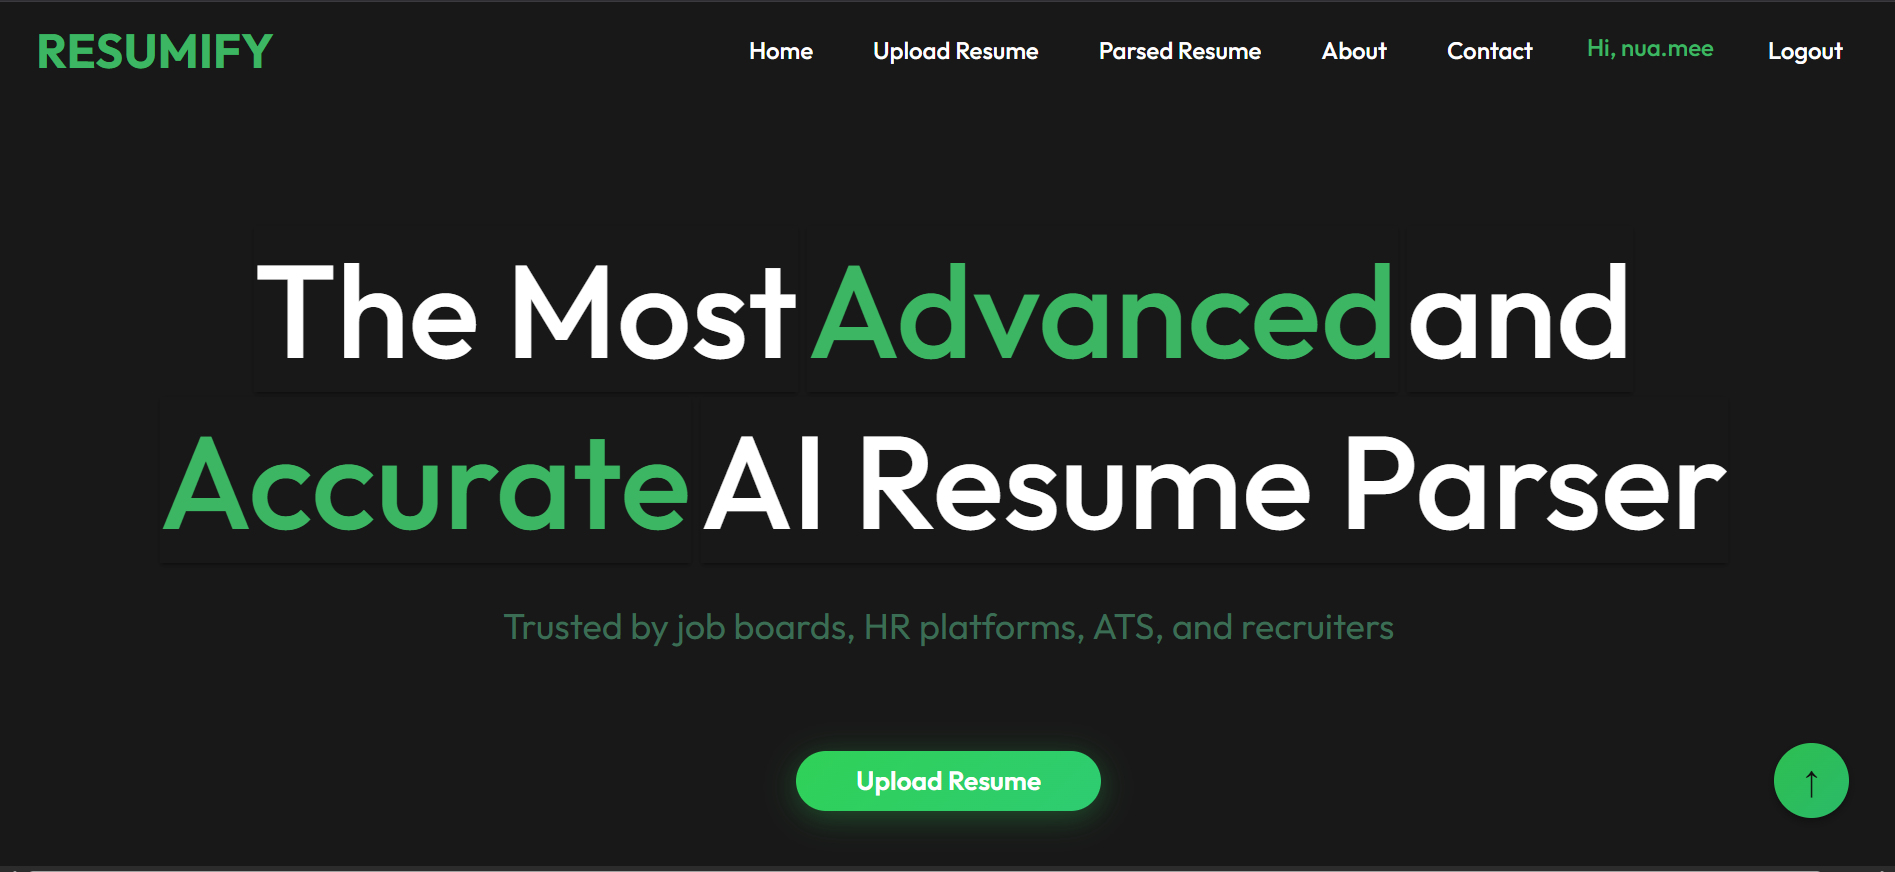 RESUMIFY
Home Upload Resume Parsed Resume About Contact Hi, nua.mee Logout
The Most Advanced and
Accurate AI Resume Parser
Trusted by job boards, HR platforms, ATS, and recruiters
Upload Resume
↑